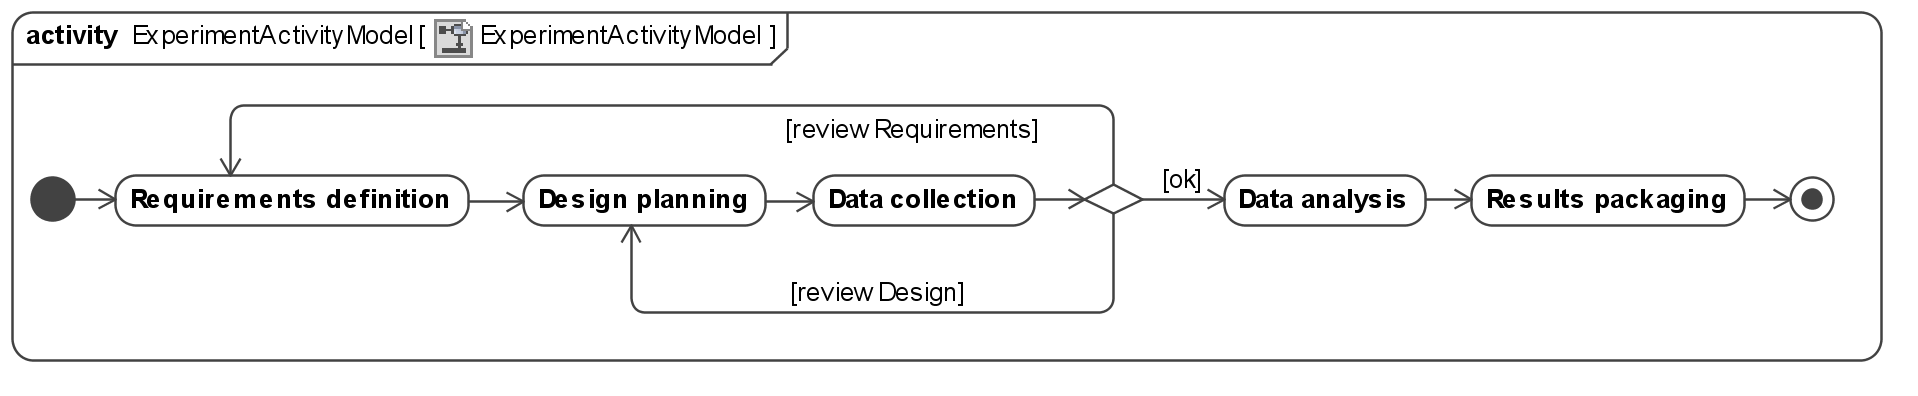 activity ExperimentActivityModel [ ExperimentActivityModel ]
[review Requirements]
[ok]
Requirements definition
Design planning
Data collection
Data analysis
Results packaging
[review Design]